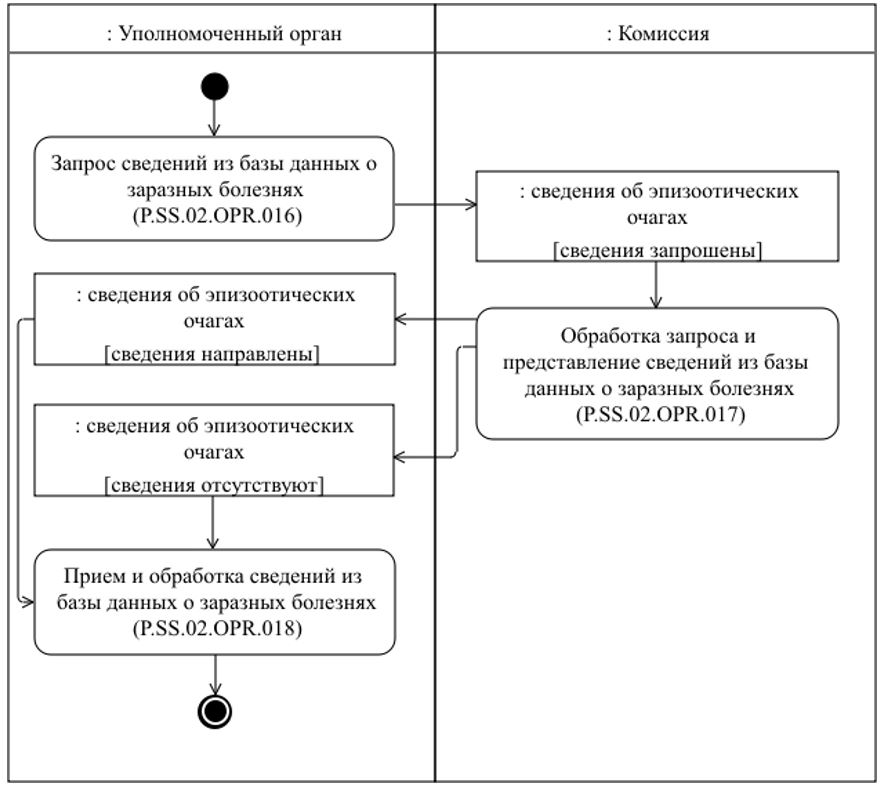 : Уполномоченный орган
: Комиссия
Запрос сведений из базы данных о
заразных болезнях
(P.SS.02.OPR.016)
: сведения об эпизоотических
очагах
[сведения запрошены]
: сведения об эпизоотических
очагах
[сведения направлены]
Обработка запроса и
представление сведений из базы
данных о заразных болезнях
(P.SS.02.OPR.017)
: сведения об эпизоотических
очагах
[сведения отсутствуют]
Прием и обработка сведений из
базы данных о заразных болезнях
(P.SS.02.OPR.018)